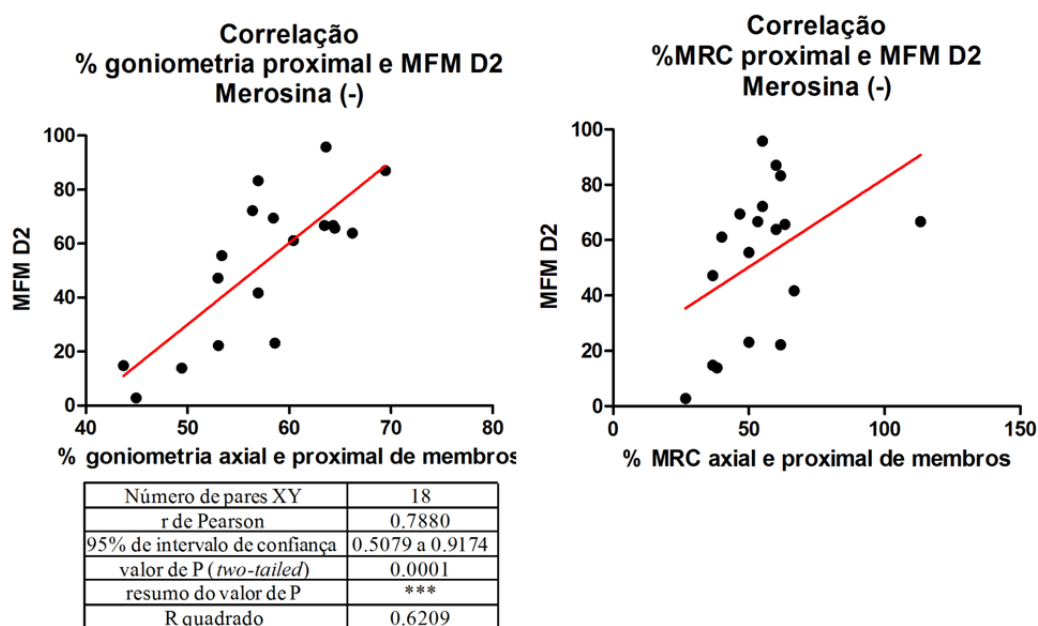 Correlação
% goniometria proximal e MFM D2
Merosina (-)
100
80
60
40
20
0
MFM D2
40 50 60 70 80
% goniometria axial e proximal de membros
Número de pares XY 18
r de Pearson 0.7880
95% de intervalo de confiança 0.5079 a 0.9174
valor de P (two-tailed) 0.0001
resumo do valor de P ***
R quadrado 0.6209
Correlação
%MRC proximal e MFM D2
Merosina (-)
100
80
60
40
20
0
MFM D2
0 50 100 150
% MRC axial e proximal de membros